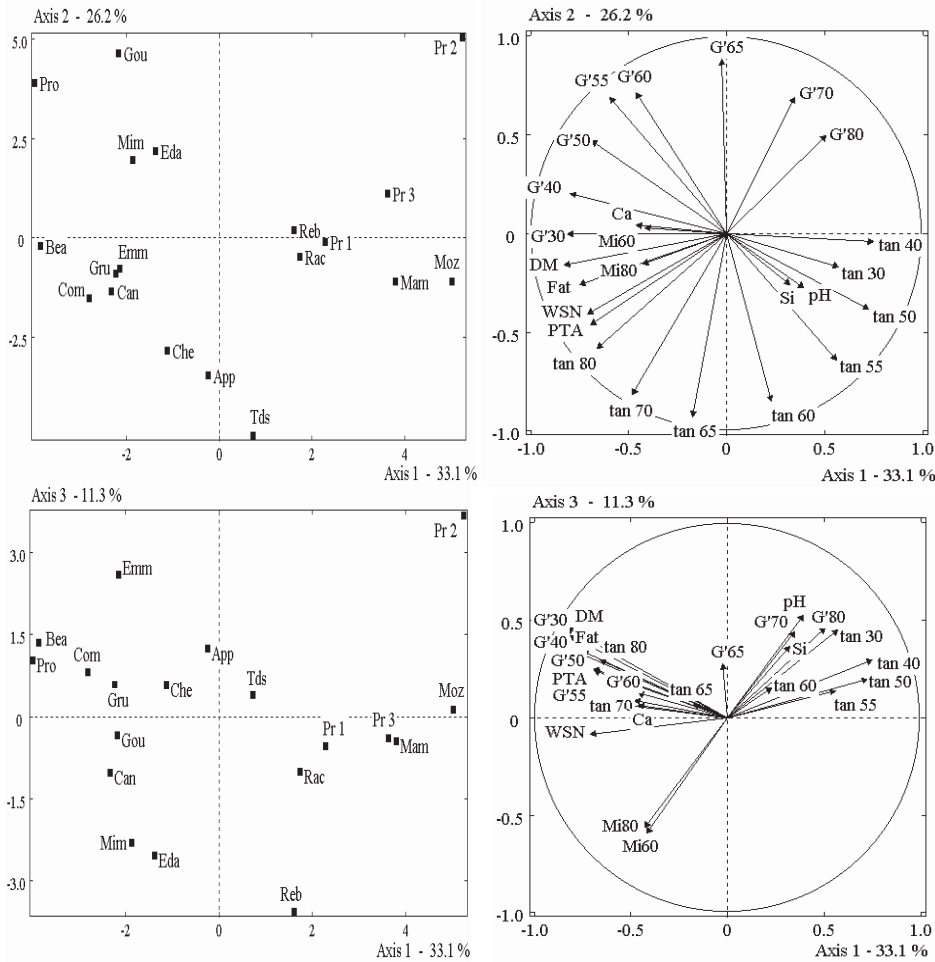 Axis 2 - 26.2 %
5.0
Gou
Pr 2
Pro
2.5
Mim
Eda
Pr 3
0
Reb
Bea
Pr 1
Emm
Rac
Moz
Gru
Mam
Com
Can
-2.5
Che
App
Tds
-2
0
2
4
Axis 1 - 33.1 %
Axis 2 - 26.2 %
1.0
G'65
G'55
G'60
G'70
0.5
G'50
G'80
G'40
Ca
0
G'30
Mi60
tan 40
DM
Mi80
tan 30
Fat
Si
pH
WSN
tan 50
-0.5
PTA
tan 80
tan 55
tan 70
tan 60
tan 65
-1.0
-1.0
-0.5
0
0.5
1.0
Axis 1 - 33.1 %
Axis 3 - 11.3 %
Pr 2
3.0
Emm
1.5
Bea
App
Pro
Com
Tds
Gru
Che
Moz
0
Gou
Pr 1
Pr 3
Mam
Can
Rac
-1.5
Mim
Eda
-3.0
Reb
-2
0
2
4
Axis 1 - 33.1 %
Axis 3 - 11.3 %
1.0
pH
0.5
G'30
DM
G'70
G'80
G'40
Fat
tan 80
Si
tan 30
G'50
G'65
tan 40
PTA
G'60
tan 65
tan 60
tan 50
G'55
tan 70
tan 55
Ca
0
WSN
-0.5
Mi80
Mi60
-1.0
-1.0
-0.5
0
0.5
1.0
Axis 1 - 33.1 %